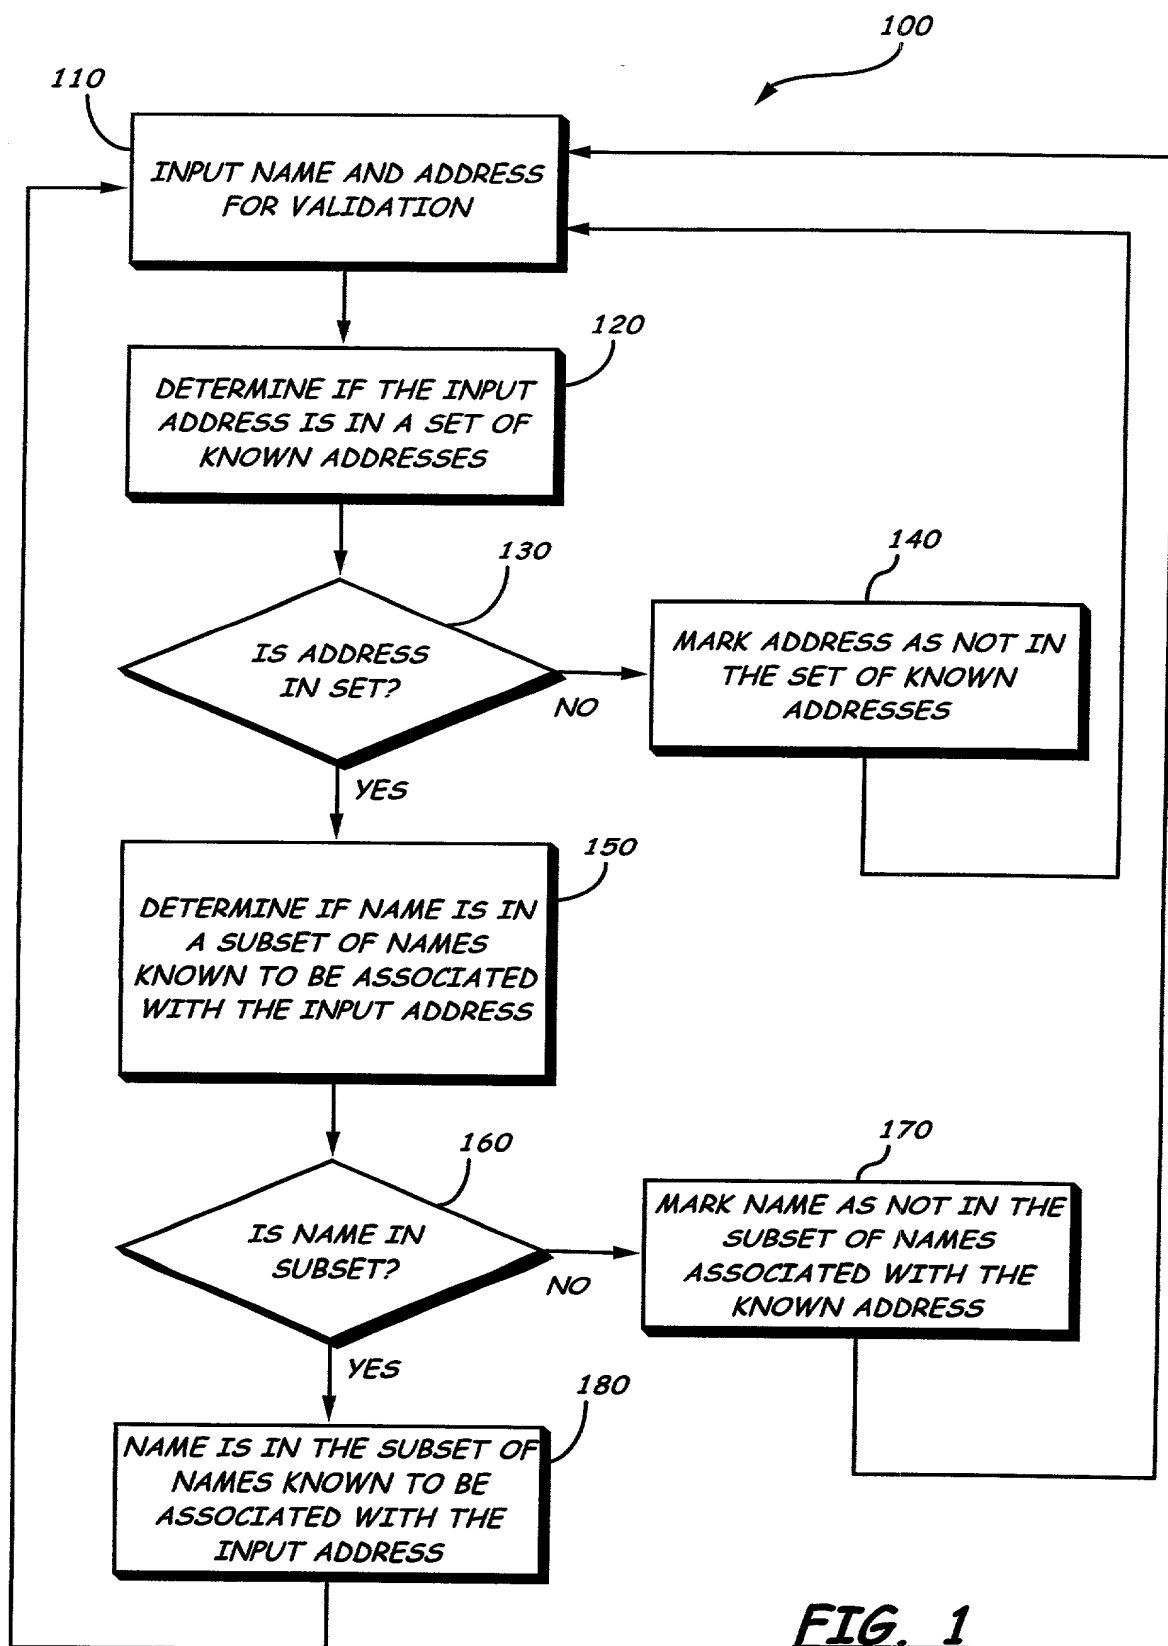 100
110
INPUT NAME AND ADDRESS
FOR VALIDATION
120
DETERMINE IF THE INPUT
ADDRESS IS IN A SET OF
KNOWN ADDRESSES
130
IS ADDRESS
IN SET?
NO
YES
140
MARK ADDRESS AS NOT IN
THE SET OF KNOWN
ADDRESSES
150
DETERMINE IF NAME IS IN
A SUBSET OF NAMES
KNOWN TO BE ASSOCIATED
WITH THE INPUT ADDRESS
160
IS NAME IN
SUBSET?
NO
YES
170
MARK NAME AS NOT IN THE
SUBSET OF NAMES
ASSOCIATED WITH THE
KNOWN ADDRESS
180
NAME IS IN THE SUBSET OF
NAMES KNOWN TO BE
ASSOCIATED WITH THE
INPUT ADDRESS
FIG. 1